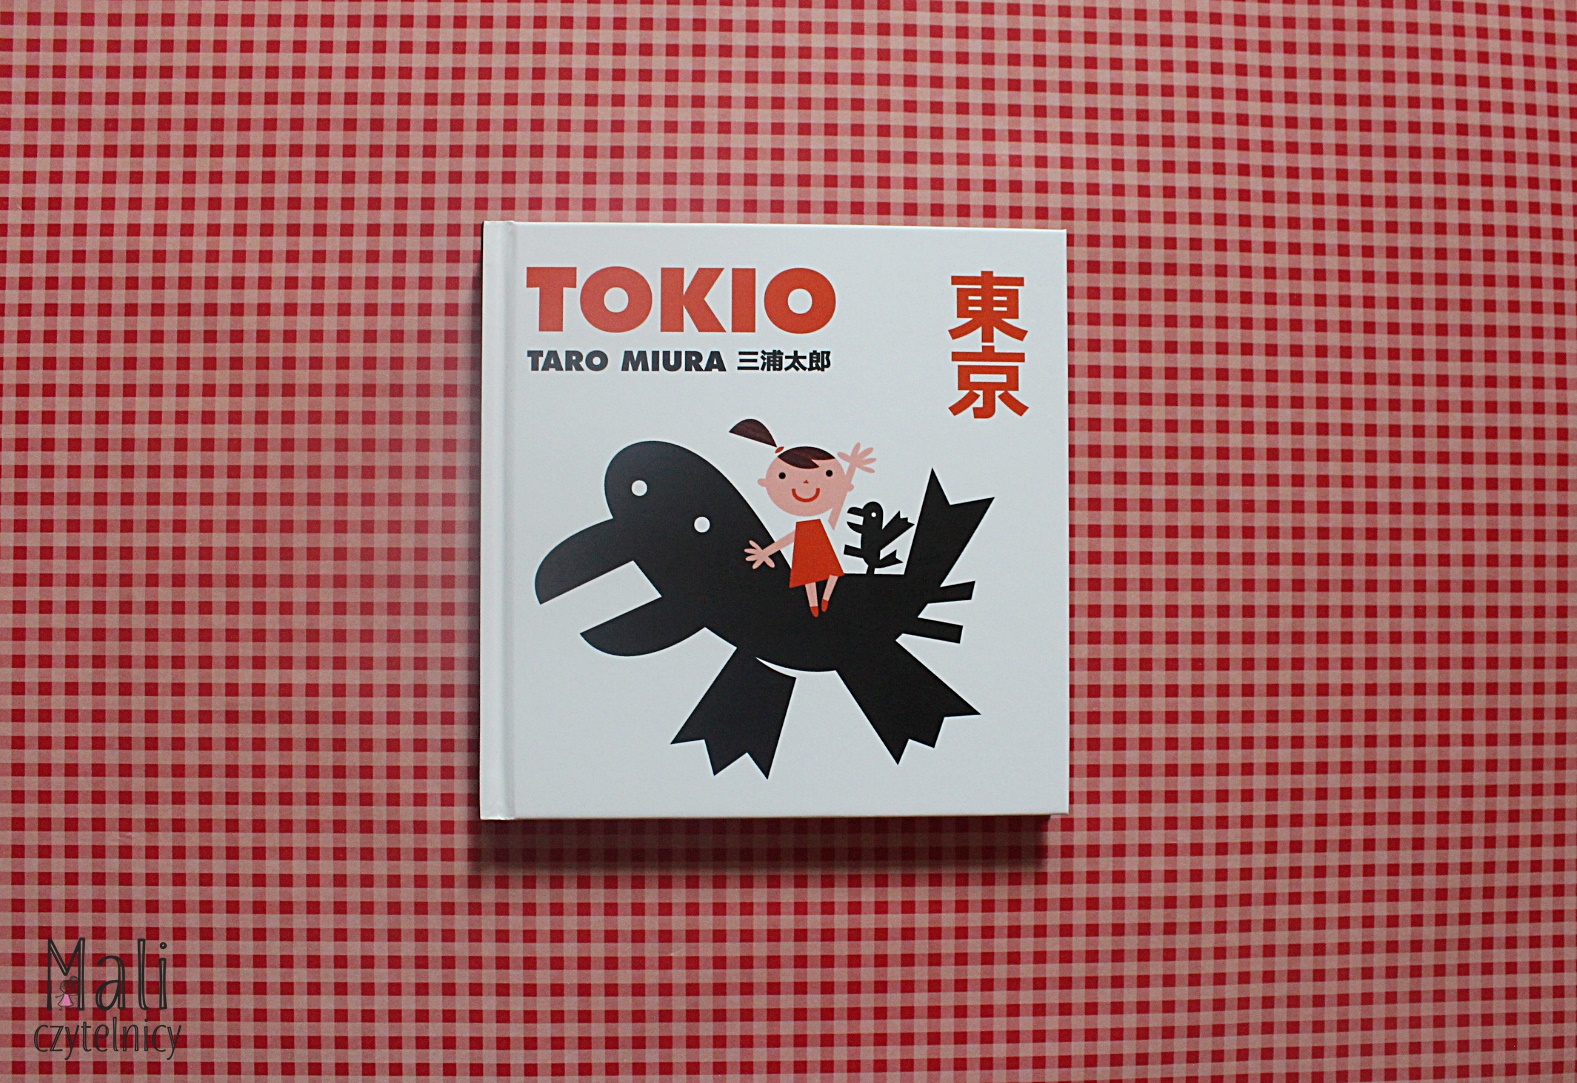 TOKIO
TARO MIURA 三浦太郎
東京
Mali
czytelnicy